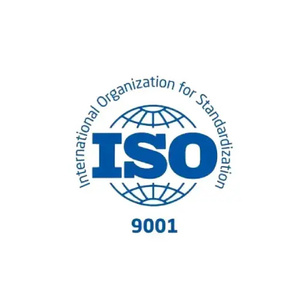 International Organization for Standardization
ISO
9001